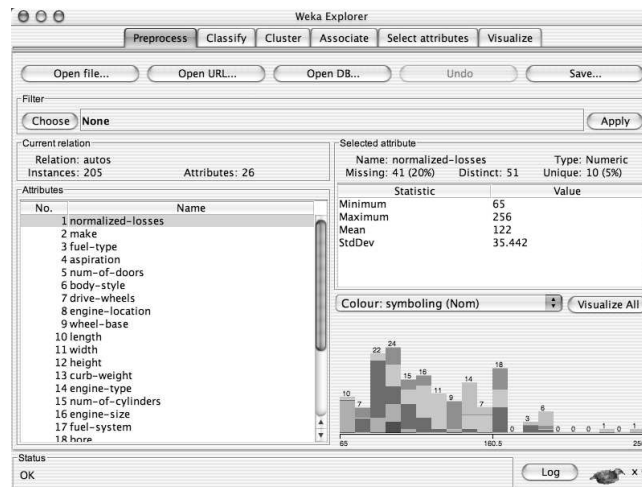 Weka Explorer
Preprocess Classify Cluster Associate Select attributes Visualize
Open file... Open URL... Open DB... Undo Save...
Filter
Choose None Apply
Current relation
Relation: autos
Instances: 205 Attributes: 26
Attributes
No. Name
1 normalized-losses
2 make
3 fuel-type
4 aspiration
5 num-of-doors
6 body-style
7 drive-wheels
8 engine-location
9 wheel-base
10 length
11 width
12 height
13 curb-weight
14 engine-type
15 num-of-cylinders
16 engine-size
17 fuel-system
18 bore
Selected attribute
Name: normalized-losses Type: Numeric
Missing: 41 (20%) Distinct: 51 Unique: 10 (5%)
Statistic Value
Minimum 65
Maximum 256
Mean 122
StdDev 35.442
Colour: symboling (Nom) Visualize All
10 7 22 24 15 16 11 9 14 7 18 0 3 6 0 0 0 1 0 1
65 160.5
Status
OK
Log x